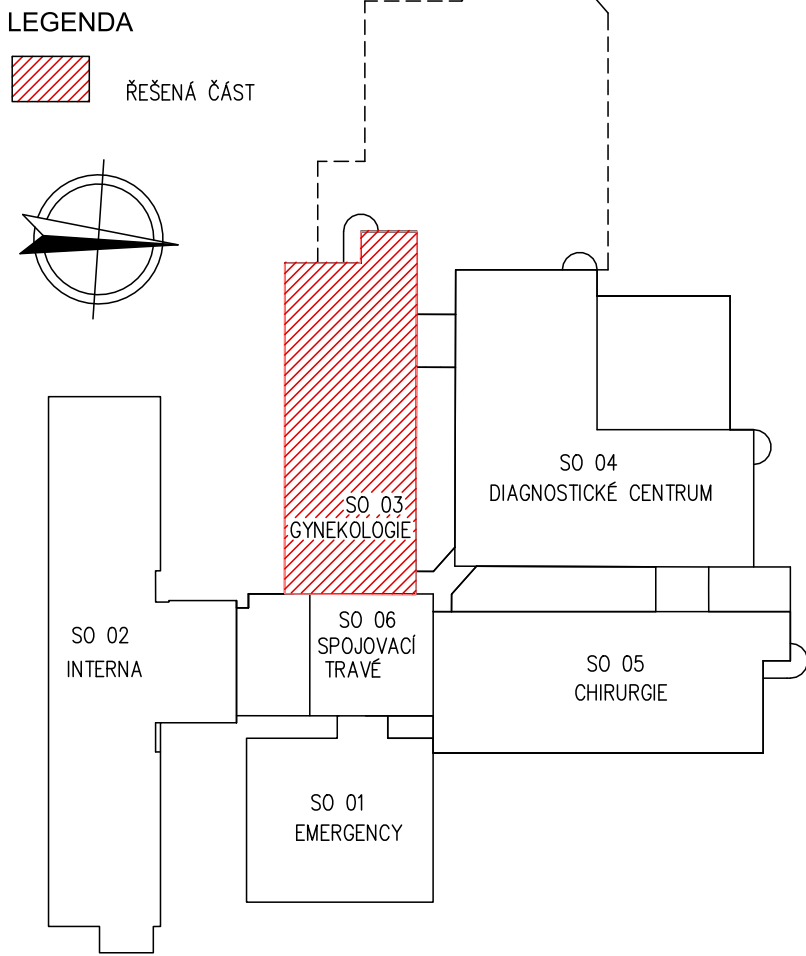 LEGENDA
ŘEŠENÁ ČÁST
SO 04
DIAGNOSTICKÉ CENTRUM
SO 03
GYNEKOLOGIE
SO 06
SPOJOVACÍ
TRAVÉ
SO 02
INTERNA
SO 05
CHIRURGIE
SO 01
EMERGENCY